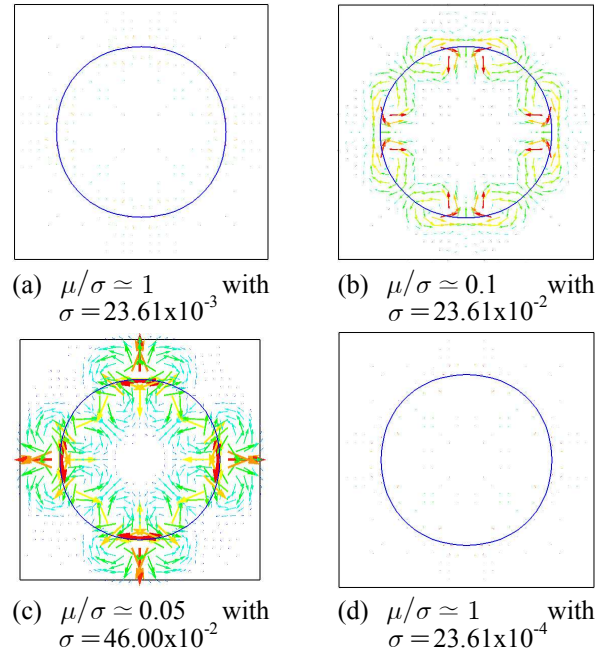 (a) μ/σ ≃ 1 with
σ = 23.61x10⁻³
(b) μ/σ ≃ 0.1 with
σ = 23.61x10⁻²
(c) μ/σ ≃ 0.05 with
σ = 46.00x10⁻²
(d) μ/σ ≃ 1 with
σ = 23.61x10⁻⁴